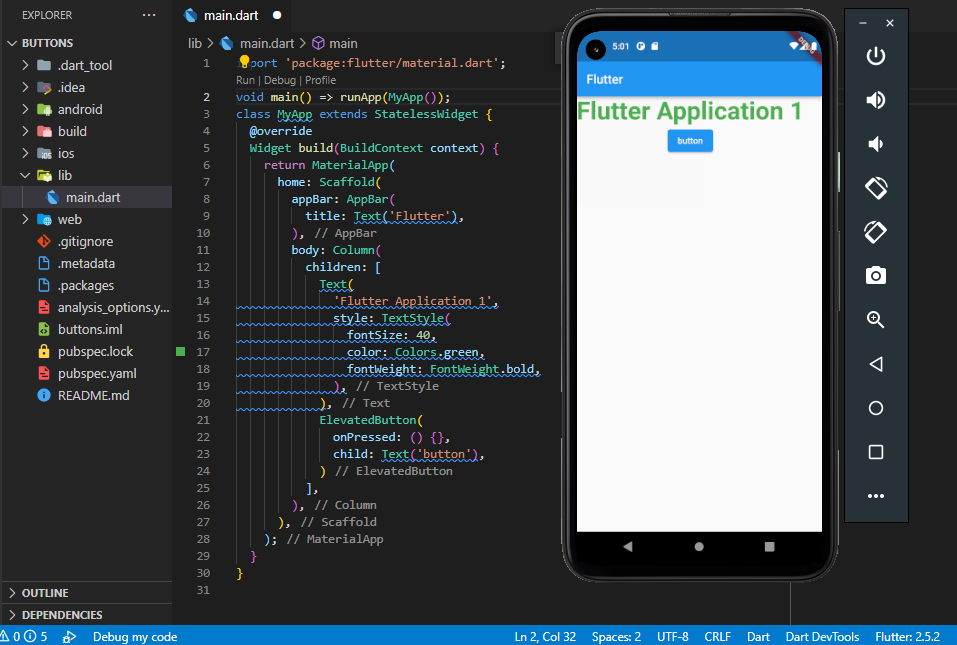 EXPLORER
BUTTONS
.dart_tool
.idea
android
build
ios
lib
main.dart
web
.gitignore
.metadata
.packages
analysis_options.y...
buttons.iml
pubspec.lock
pubspec.yaml
README.md
OUTLINE
DEPENDENCIES
main.dart
lib > main.dart > main
1 port 'package:flutter/material.dart';
Run | Debug | Profile
2 void main() => runApp(MyApp());
3 class MyApp extends StatelessWidget {
4 @override
5 Widget build(BuildContext context) {
6 return MaterialApp(
7 home: Scaffold(
8 appBar: AppBar(
9 title: Text('Flutter'),
10 ), // AppBar
11 body: Column(
12 children: [
13 Text(
14 'Flutter Application 1',
15 style: TextStyle(
16 fontSize: 40,
17 color: Colors.green,
18 fontWeight: FontWeight.bold,
19 ), // TextStyle
20 ), // Text
21 ElevatedButton(
22 onPressed: () {},
23 child: Text('button'),
24 ) // ElevatedButton
25 ],
26 ), // Column
27 ), // Scaffold
28 ); // MaterialApp
29 }
30 }
31
5:01
DEBUG
Flutter
Flutter Application 1
button
0 5 Debug my code
Ln 2, Col 32 Spaces: 2 UTF-8 CRLF Dart Dart DevTools Flutter: 2.5.2